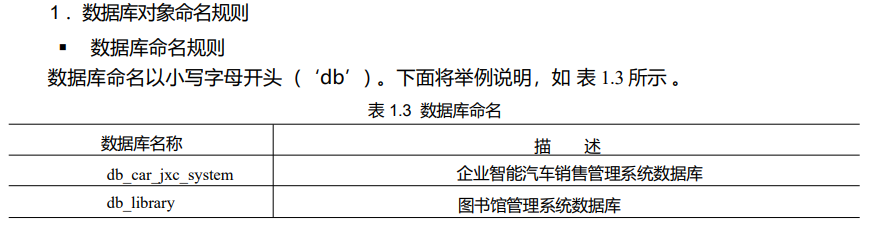 1．数据库对象命名规则
▪ 数据库命名规则
数据库命名以小写字母开头（‘db’）。下面将举例说明，如 表 1.3 所示 。
表 1.3 数据库命名
数据库名称 描 述
db_car_jxc_system 企业智能汽车销售管理系统数据库
db_library 图书馆管理系统数据库